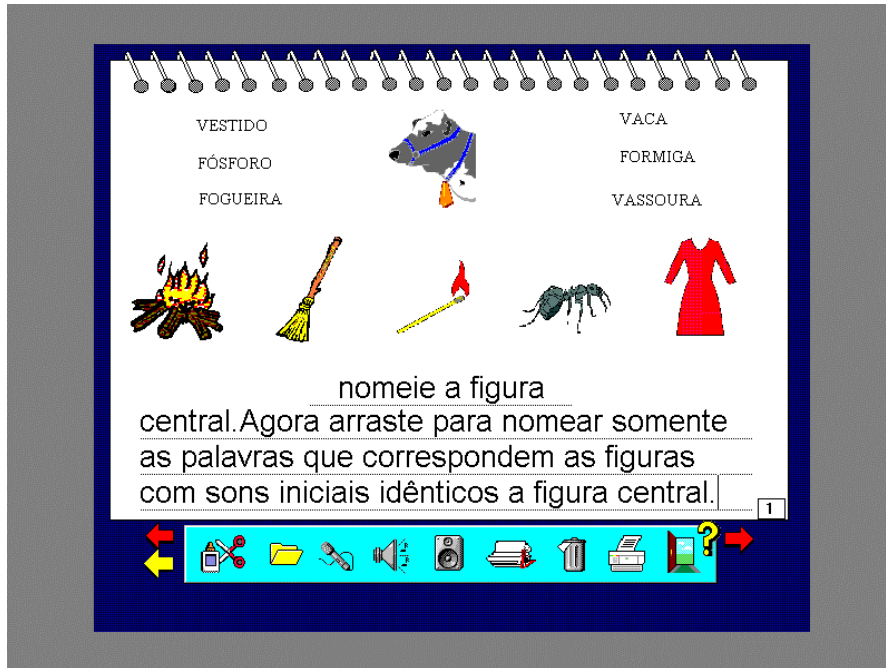 VESTIDO
FÓSFORO
FOGUEIRA
VACA
FORMIGA
VASSOURA
nomeie a figura
central.Agora arraste para nomear somente
as palavras que correspondem as figuras
com sons iniciais idênticos a figura central.
1
?